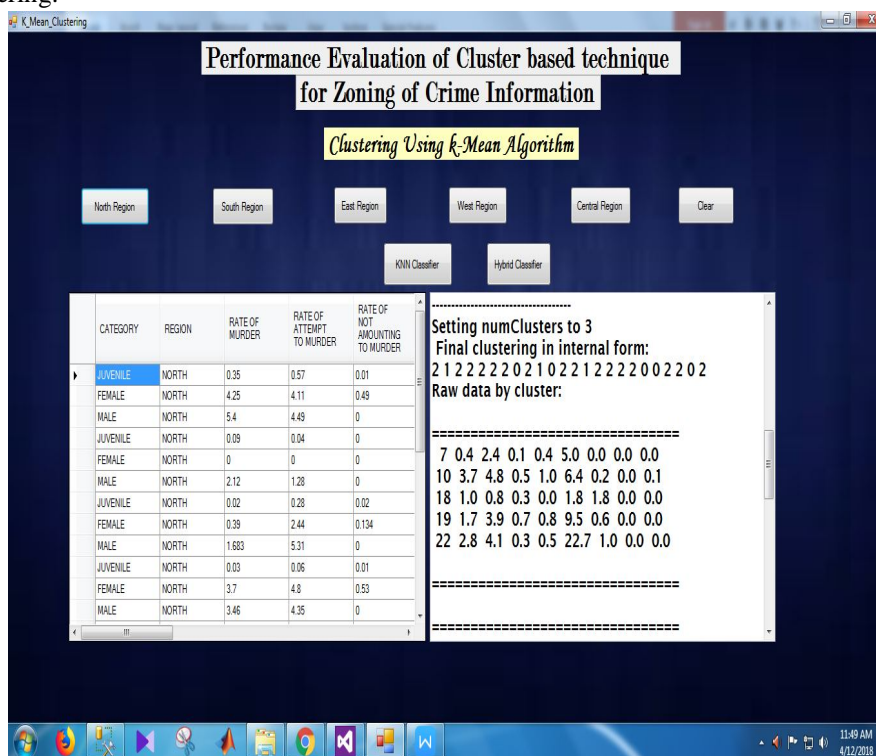 ering.
K_Mean_Clustering
Performance Evaluation of Cluster based technique
for Zoning of Crime Information
Clustering Using k-Mean Algorithm
North Region South Region East Region West Region Central Region Clear
KNN Classifier Hybrid Classifier
CATEGORY REGION RATE OF MURDER RATE OF ATTEMPT TO MURDER RATE OF NOT AMOUNTING TO MURDER
JUVENILE NORTH 0.35 0.57 0.01
FEMALE NORTH 4.25 4.11 0.49
MALE NORTH 5.4 4.49 0
JUVENILE NORTH 0.09 0.04 0
FEMALE NORTH 0 0 0
MALE NORTH 2.12 1.28 0
JUVENILE NORTH 0.02 0.28 0.02
FEMALE NORTH 0.39 2.44 0.134
MALE NORTH 1.683 5.31 0
JUVENILE NORTH 0.03 0.06 0.01
FEMALE NORTH 3.7 4.8 0.53
MALE NORTH 3.46 4.35 0
-----------------------------------
Setting numClusters to 3
Final clustering in internal form:
2 1 2 2 2 2 2 0 2 1 0 2 2 1 2 2 2 2 0 0 2 2 0 2
Raw data by cluster:
================================
7 0.4 2.4 0.1 0.4 5.0 0.0 0.0 0.0
10 3.7 4.8 0.5 1.0 6.4 0.2 0.0 0.1
18 1.0 0.8 0.3 0.0 1.8 1.8 0.0 0.0
19 1.7 3.9 0.7 0.8 9.5 0.6 0.0 0.0
22 2.8 4.1 0.3 0.5 22.7 1.0 0.0 0.0
================================
================================
11:49 AM
4/12/2018